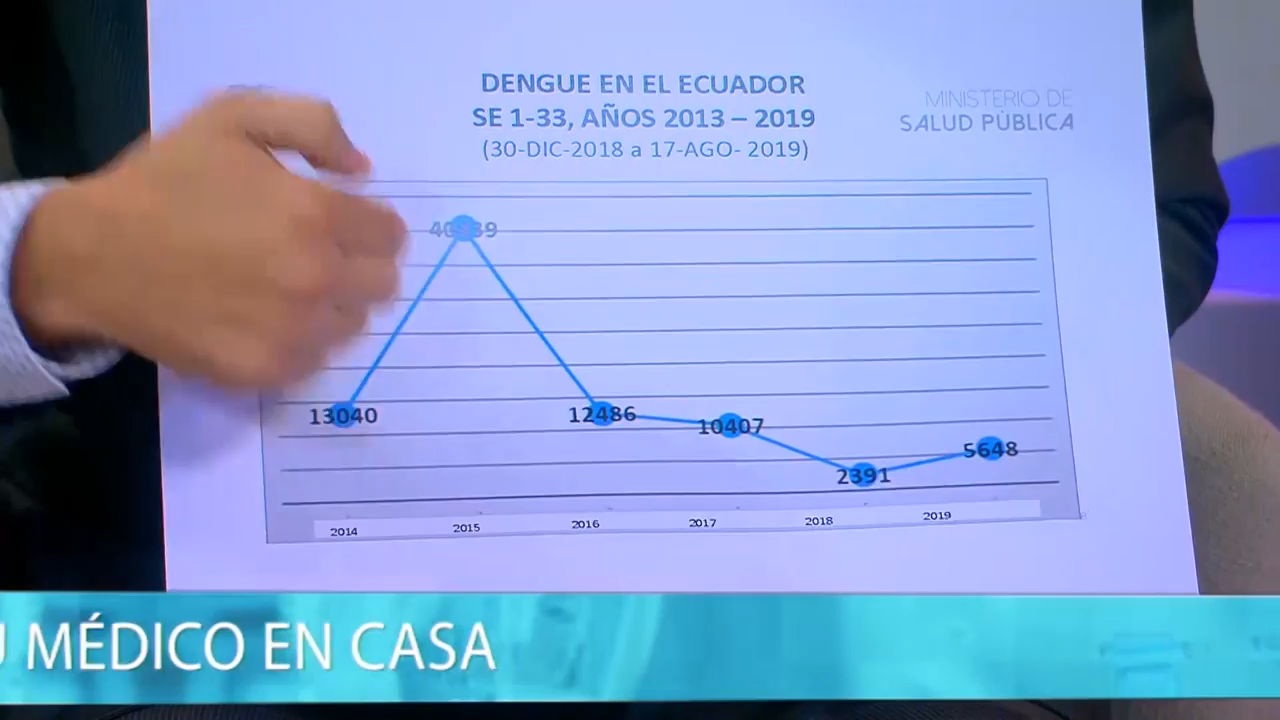 DENGUE EN EL ECUADOR
SE 1-33, AÑOS 2013 – 2019
(30-DIC-2018 a 17-AGO- 2019)
MINISTERIO DE
SALUD PÚBLICA
13040
12486
10407
2391
5648
2014 2015 2016 2017 2018 2019
MÉDICO EN CASA